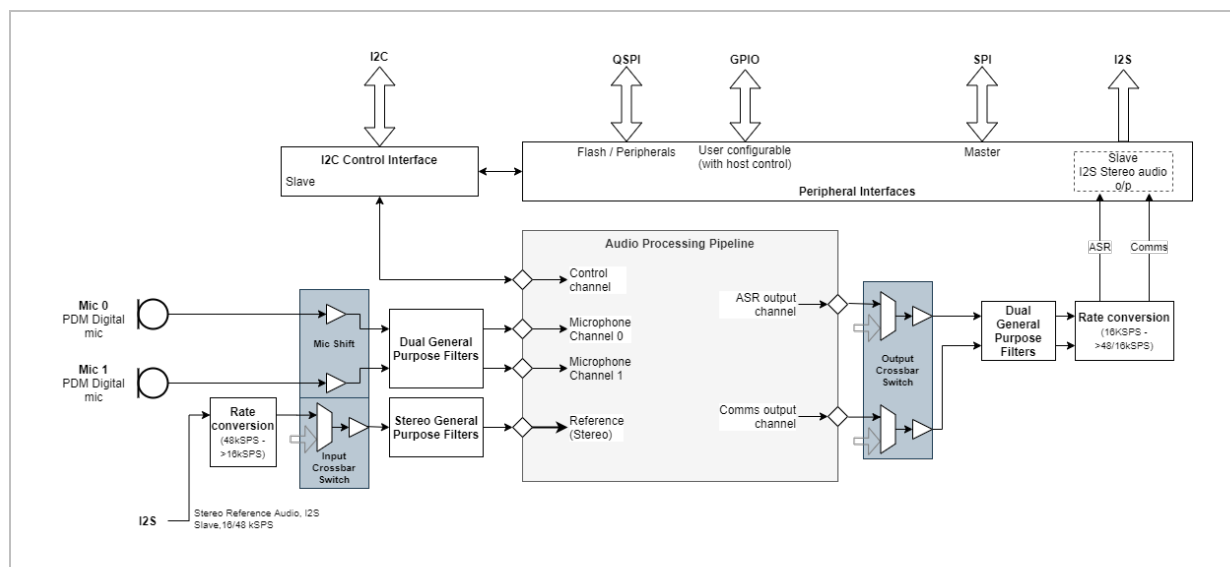 I2C
QSPI
GPIO
SPI
I2S
I2C Control Interface
Slave
Flash / Peripherals
User configurable
(with host control)
Master
Slave
I2S Stereo audio
o/p
Peripheral Interfaces
Audio Processing Pipeline
ASR
Comms
Control
channel
Mic 0
PDM Digital
mic
Mic Shift
Dual General
Purpose Filters
Microphone
Channel 0
Microphone
Channel 1
ASR output
channel
Output
Crossbar
Switch
Dual
General
Purpose
Filters
Rate conversion
(16KSPS -
>48/16kSPS)
Mic 1
PDM Digital
mic
Rate
conversion
(48kSPS -
>16kSPS)
Input
Crossbar
Switch
Stereo General
Purpose Filters
Reference
(Stereo)
Comms output
channel
I2S
Stereo Reference Audio, I2S
Slave,16/48 kSPS